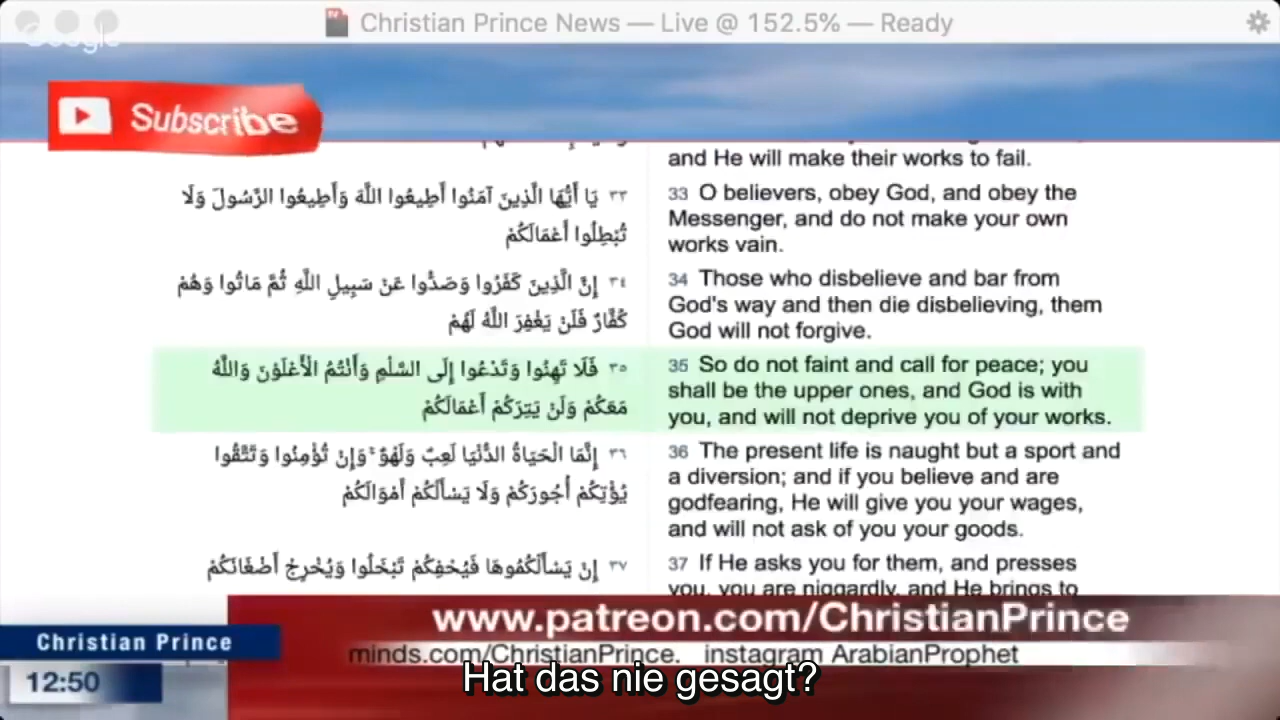 Christian Prince News — Live @ 152.5% — Ready
Google
Subscribe
and He will make their works to fail.
٣٣ يَا أَيُّهَا الَّذِينَ آمَنُوا أَطِيعُوا اللَّهَ وَأَطِيعُوا الرَّسُولَ وَلَا
تُبْطِلُوا أَعْمَالَكُمْ
33 O believers, obey God, and obey the
Messenger, and do not make your own
works vain.
٣٤ إِنَّ الَّذِينَ كَفَرُوا وَصَدُّوا عَنْ سَبِيلِ اللَّهِ ثُمَّ مَاتُوا وَهُمْ
كُفَّارٌ فَلَنْ يَغْفِرَ اللَّهُ لَهُمْ
34 Those who disbelieve and bar from
God's way and then die disbelieving, them
God will not forgive.
٣٥ فَلَا تَهِنُوا وَتَدْعُوا إِلَى السَّلْمِ وَأَنْتُمُ الْأَعْلَوْنَ وَاللَّهُ
مَعَكُمْ وَلَنْ يَتِرَكُمْ أَعْمَالَكُمْ
35 So do not faint and call for peace; you
shall be the upper ones, and God is with
you, and will not deprive you of your works.
٣٦ إِنَّمَا الْحَيَاةُ الدُّنْيَا لَعِبٌ وَلَهْوٌ ۚ وَإِنْ تُؤْمِنُوا وَتَتَّقُوا
يُؤْتِكُمْ أُجُورَكُمْ وَلَا يَسْأَلْكُمْ أَمْوَالَكُمْ
36 The present life is naught but a sport and
a diversion; and if you believe and are
godfearing, He will give you your wages,
and will not ask of you your goods.
٣٧ إِنْ يَسْأَلْكُمُوهَا فَيُحْفِكُمْ تَبْخَلُوا وَيُخْرِجْ أَضْغَانَكُمْ
37 If He asks you for them, and presses
you, you are niggardly, and He brings to
www.patreon.com/ChristianPrince
Christian Prince
minds.com/ChristianPrince. instagram ArabianProphet
12:50
Hat das nie gesagt?